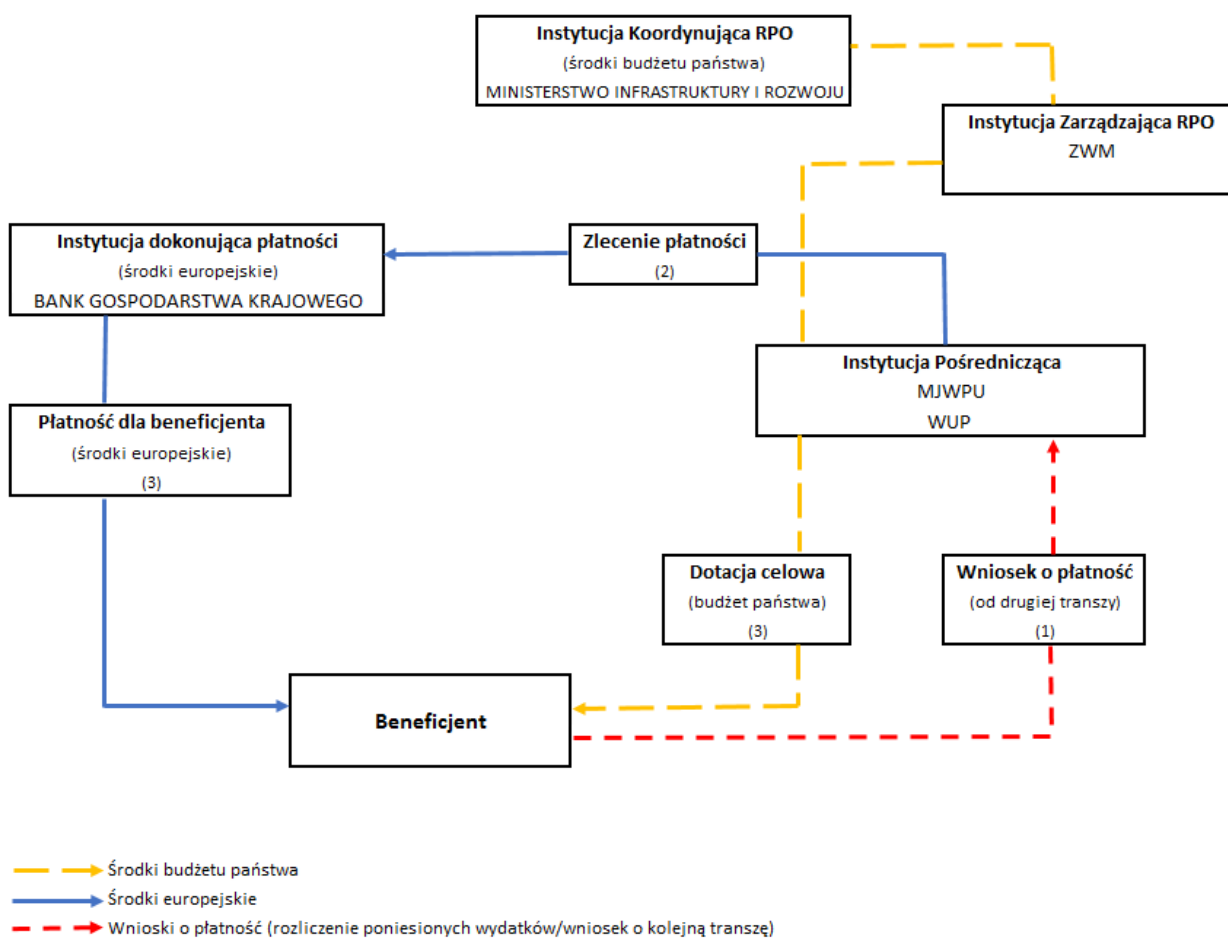 Instytucja Koordynująca RPO
(środki budżetu państwa)
MINISTERSTWO INFRASTRUKTURY I ROZWOJU
Instytucja Zarządzająca RPO
ZWM
Instytucja dokonująca płatności
(środki europejskie)
BANK GOSPODARSTWA KRAJOWEGO
Zlecenie płatności
(2)
Instytucja Pośrednicząca
MJWPU
WUP
Płatność dla beneficjenta
(środki europejskie)
(3)
Dotacja celowa
(budżet państwa)
(3)
Wniosek o płatność
(od drugiej transzy)
(1)
Beneficjent
Środki budżetu państwa
Środki europejskie
Wnioski o płatność (rozliczenie poniesionych wydatków/wniosek o kolejną transzę)